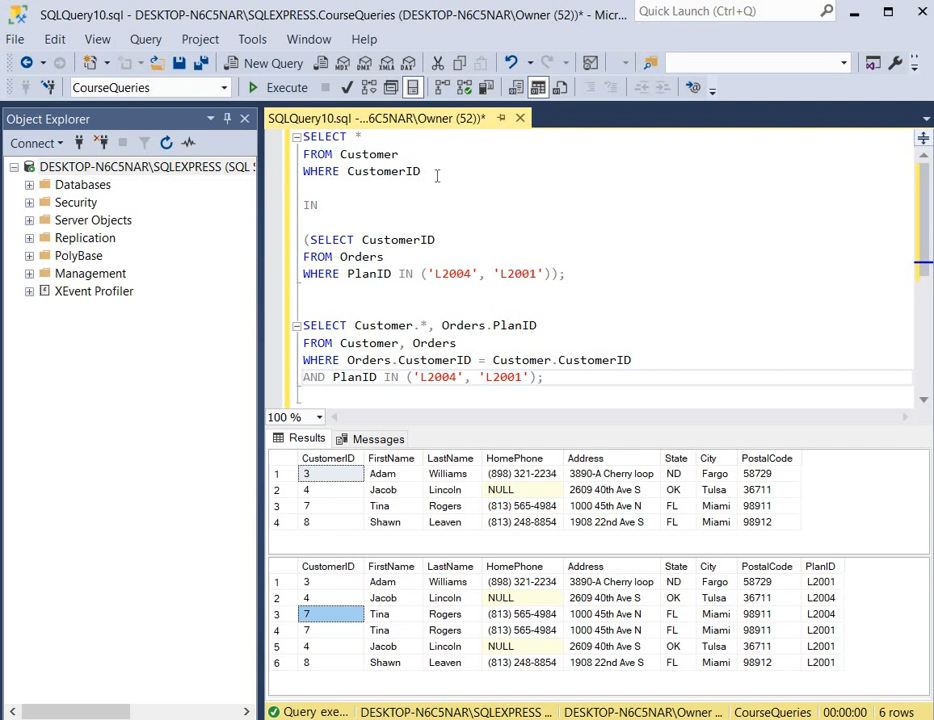 SQLQuery10.sql - DESKTOP-N6C5NAR\SQLEXPRESS.CourseQueries (DESKTOP-N6C5NAR\Owner (52))* - Micr...
Quick Launch (Ctrl+Q)
File Edit View Query Project Tools Window Help
New Query MDX DMX XMLA DAX
CourseQueries Execute
Object Explorer
SQLQuery10.sql -...6C5NAR\Owner (52))*
Connect
DESKTOP-N6C5NAR\SQLEXPRESS (SQL S
Databases
Security
Server Objects
Replication
PolyBase
Management
XEvent Profiler
SELECT *
FROM Customer
WHERE CustomerID
IN
(SELECT CustomerID
FROM Orders
WHERE PlanID IN ('L2004', 'L2001'));
SELECT Customer.*, Orders.PlanID
FROM Customer, Orders
WHERE Orders.CustomerID = Customer.CustomerID
AND PlanID IN ('L2004', 'L2001');
100 %
Results Messages
CustomerID FirstName LastName HomePhone Address State City PostalCode
1 3 Adam Williams (898) 321-2234 3890-A Cherry loop ND Fargo 58729
2 4 Jacob Lincoln NULL 2609 40th Ave S OK Tulsa 36711
3 7 Tina Rogers (813) 565-4984 1000 45th Ave N FL Miami 98911
4 8 Shawn Leaven (813) 248-8854 1908 22nd Ave S FL Miami 98912
CustomerID FirstName LastName HomePhone Address State City PostalCode PlanID
1 3 Adam Williams (898) 321-2234 3890-A Cherry loop ND Fargo 58729 L2001
2 4 Jacob Lincoln NULL 2609 40th Ave S OK Tulsa 36711 L2004
3 7 Tina Rogers (813) 565-4984 1000 45th Ave N FL Miami 98911 L2004
4 7 Tina Rogers (813) 565-4984 1000 45th Ave N FL Miami 98911 L2001
5 4 Jacob Lincoln NULL 2609 40th Ave S OK Tulsa 36711 L2001
6 8 Shawn Leaven (813) 248-8854 1908 22nd Ave S FL Miami 98912 L2001
Query exe... DESKTOP-N6C5NAR\SQLEXPRESS ... DESKTOP-N6C5NAR\Owner ... CourseQueries 00:00:00 6 rows